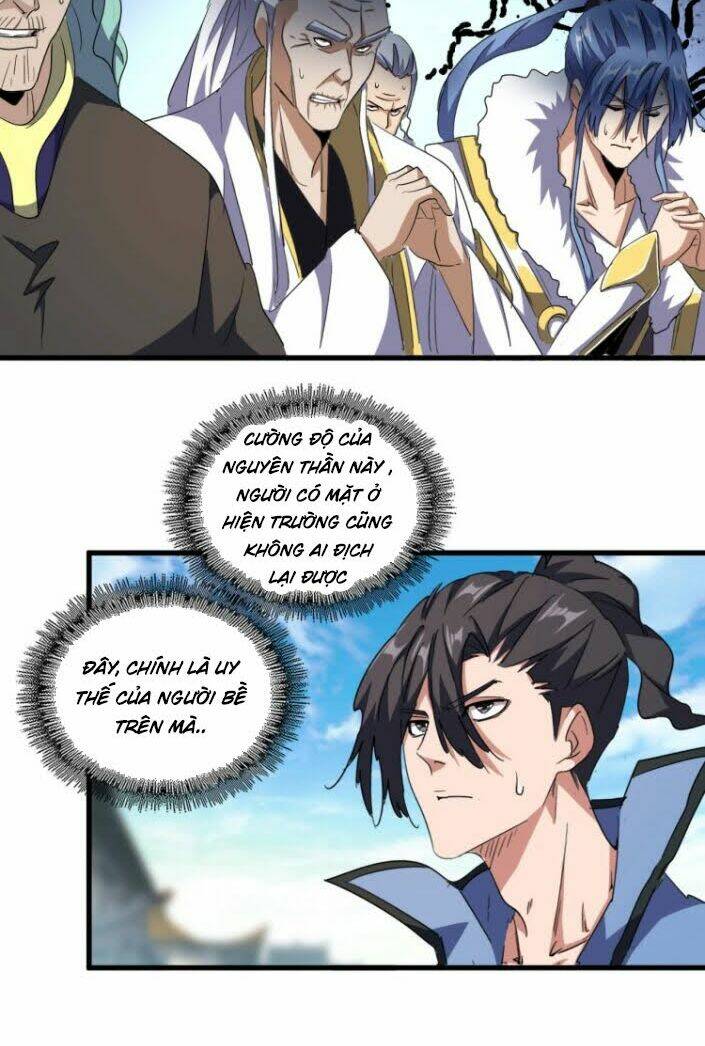 CƯỜNG ĐỘ CỦA
NGUYÊN THẦN NÀY,
NGƯỜI CÓ MẶT Ở
HIỆN TRƯỜNG CŨNG
KHÔNG AI ĐỊCH
LẠI ĐƯỢC
ĐÂY, CHÍNH LÀ UY
THẾ CỦA NGƯỜI BỀ
TRÊN MÀ..